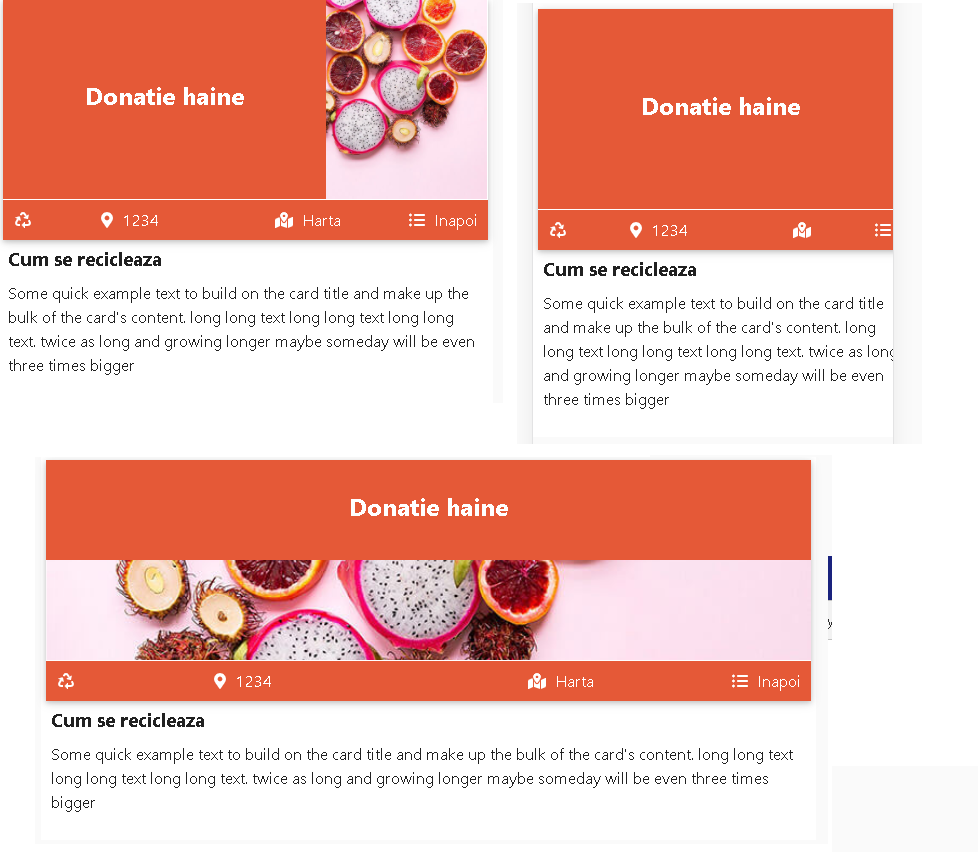 Donatie haine
1234 Harta Inapoi
Cum se recicleaza
Some quick example text to build on the card title and make up the
bulk of the card's content. long long text long long text long long
text. twice as long and growing longer maybe someday will be even
three times bigger
Donatie haine
1234
Cum se recicleaza
Some quick example text to build on the card title
and make up the bulk of the card's content. long
long text long long text long long text. twice as long
and growing longer maybe someday will be even
three times bigger
Donatie haine
1234 Harta Inapoi
Cum se recicleaza
Some quick example text to build on the card title and make up the bulk of the card's content. long long text
long long text long long text. twice as long and growing longer maybe someday will be even three times
bigger